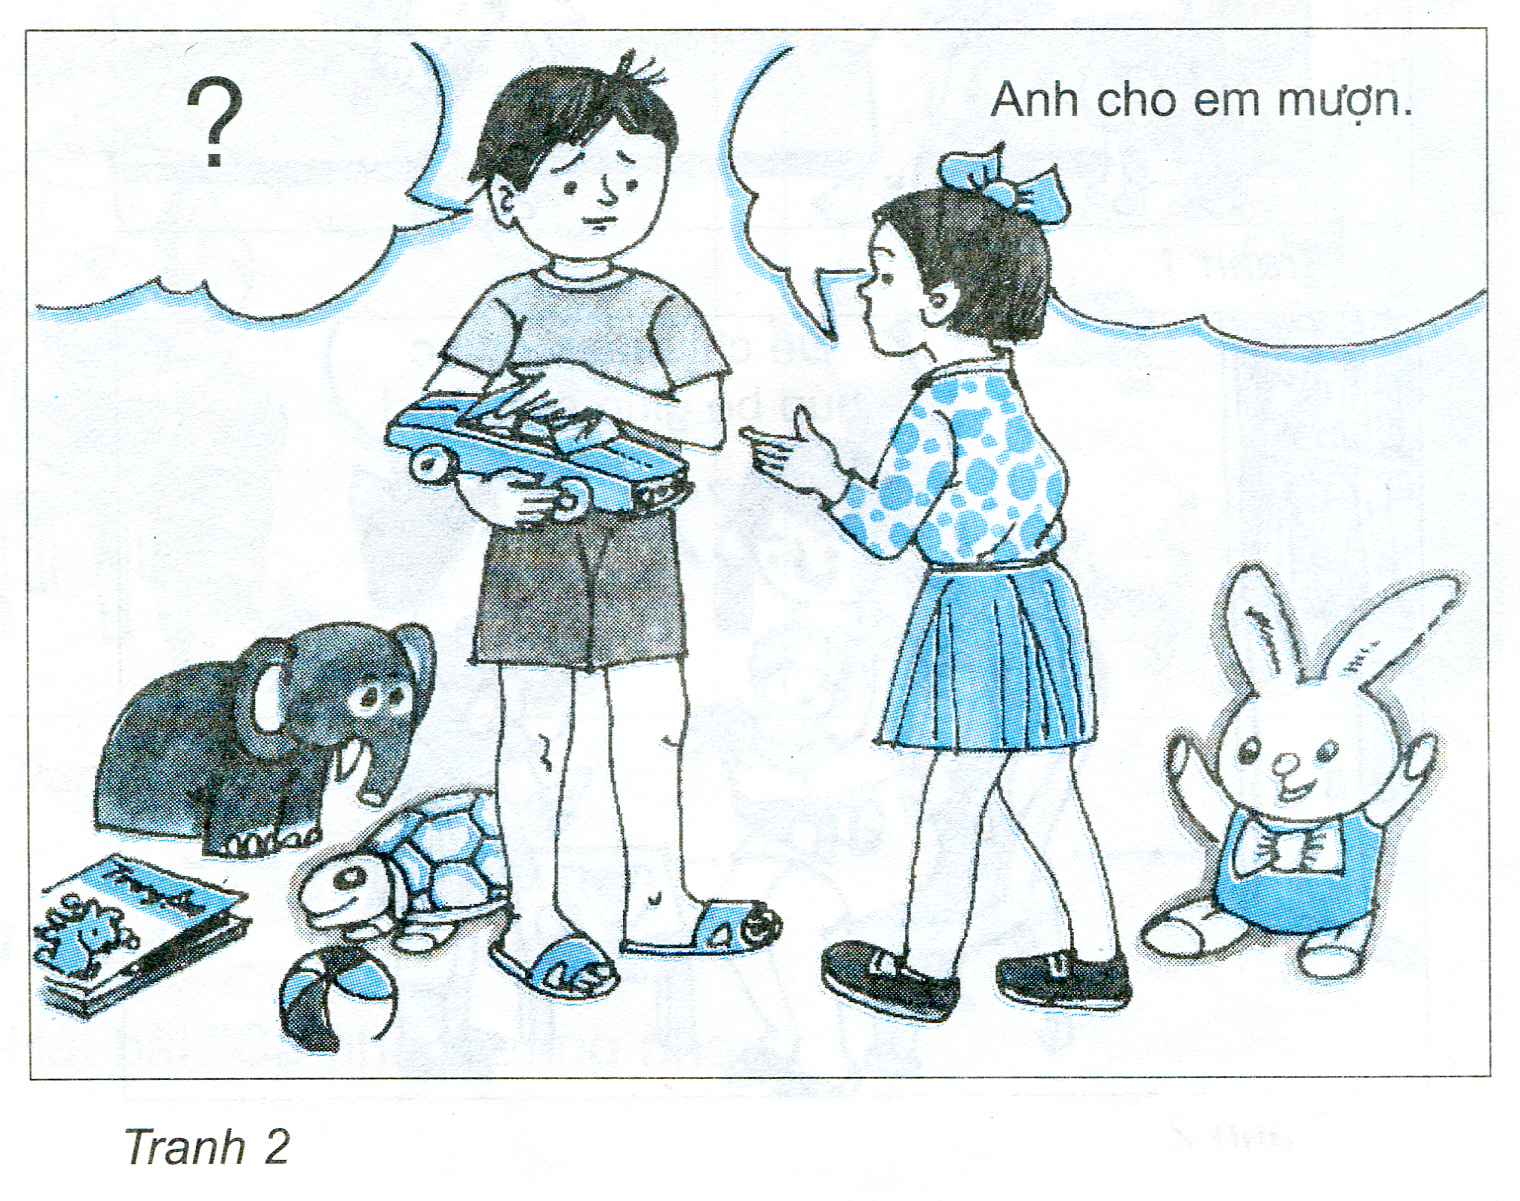 ?
Anh cho em mượn.
Tranh 2